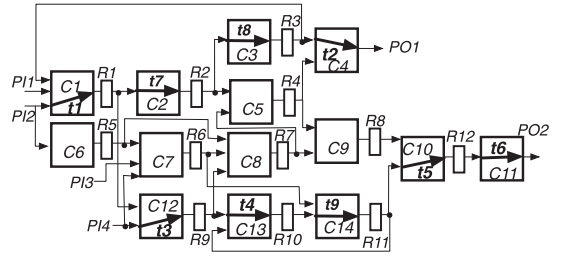 t8
R3
C3
t2
C4
PO1
PI1
C1
t1
R1
t7
C2
R2
R4
C5
PI2
R5
C6
R6
C7
R7
C8
C9
R8
C10
t5
R12
t6
C11
PO2
PI3
PI4
C12
t3
R9
t4
C13
R10
t9
C14
R11